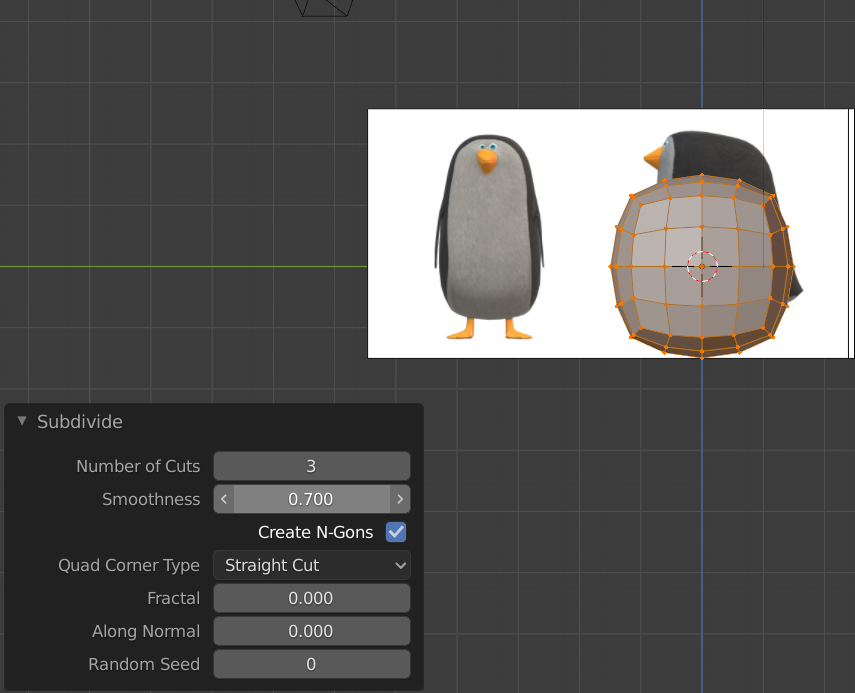 Subdivide
Number of Cuts 3
Smoothness 0.700
Create N-Gons
Quad Corner Type Straight Cut
Fractal 0.000
Along Normal 0.000
Random Seed 0